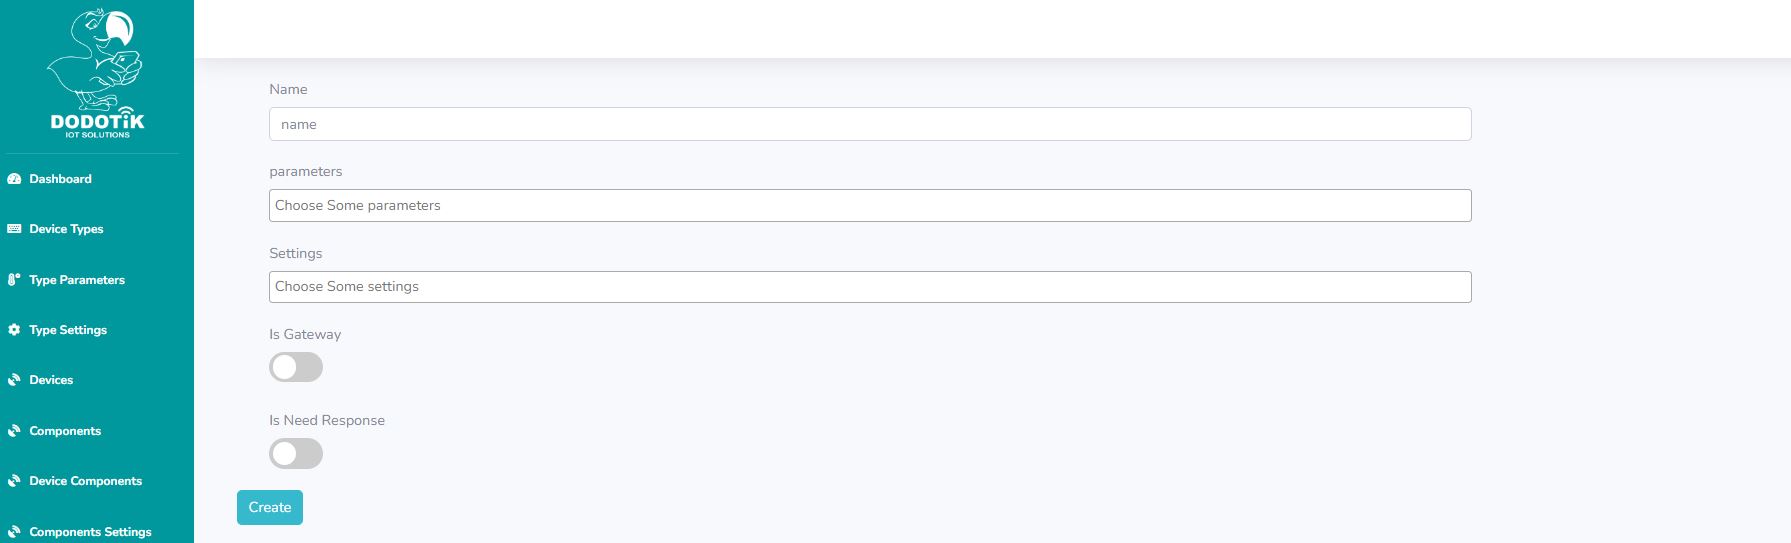 DODOTiK
IOT SOLUTIONS
Dashboard
Device Types
Type Parameters
Type Settings
Devices
Components
Device Components
Components Settings
Name
name
parameters
Choose Some parameters
Settings
Choose Some settings
Is Gateway
Is Need Response
Create